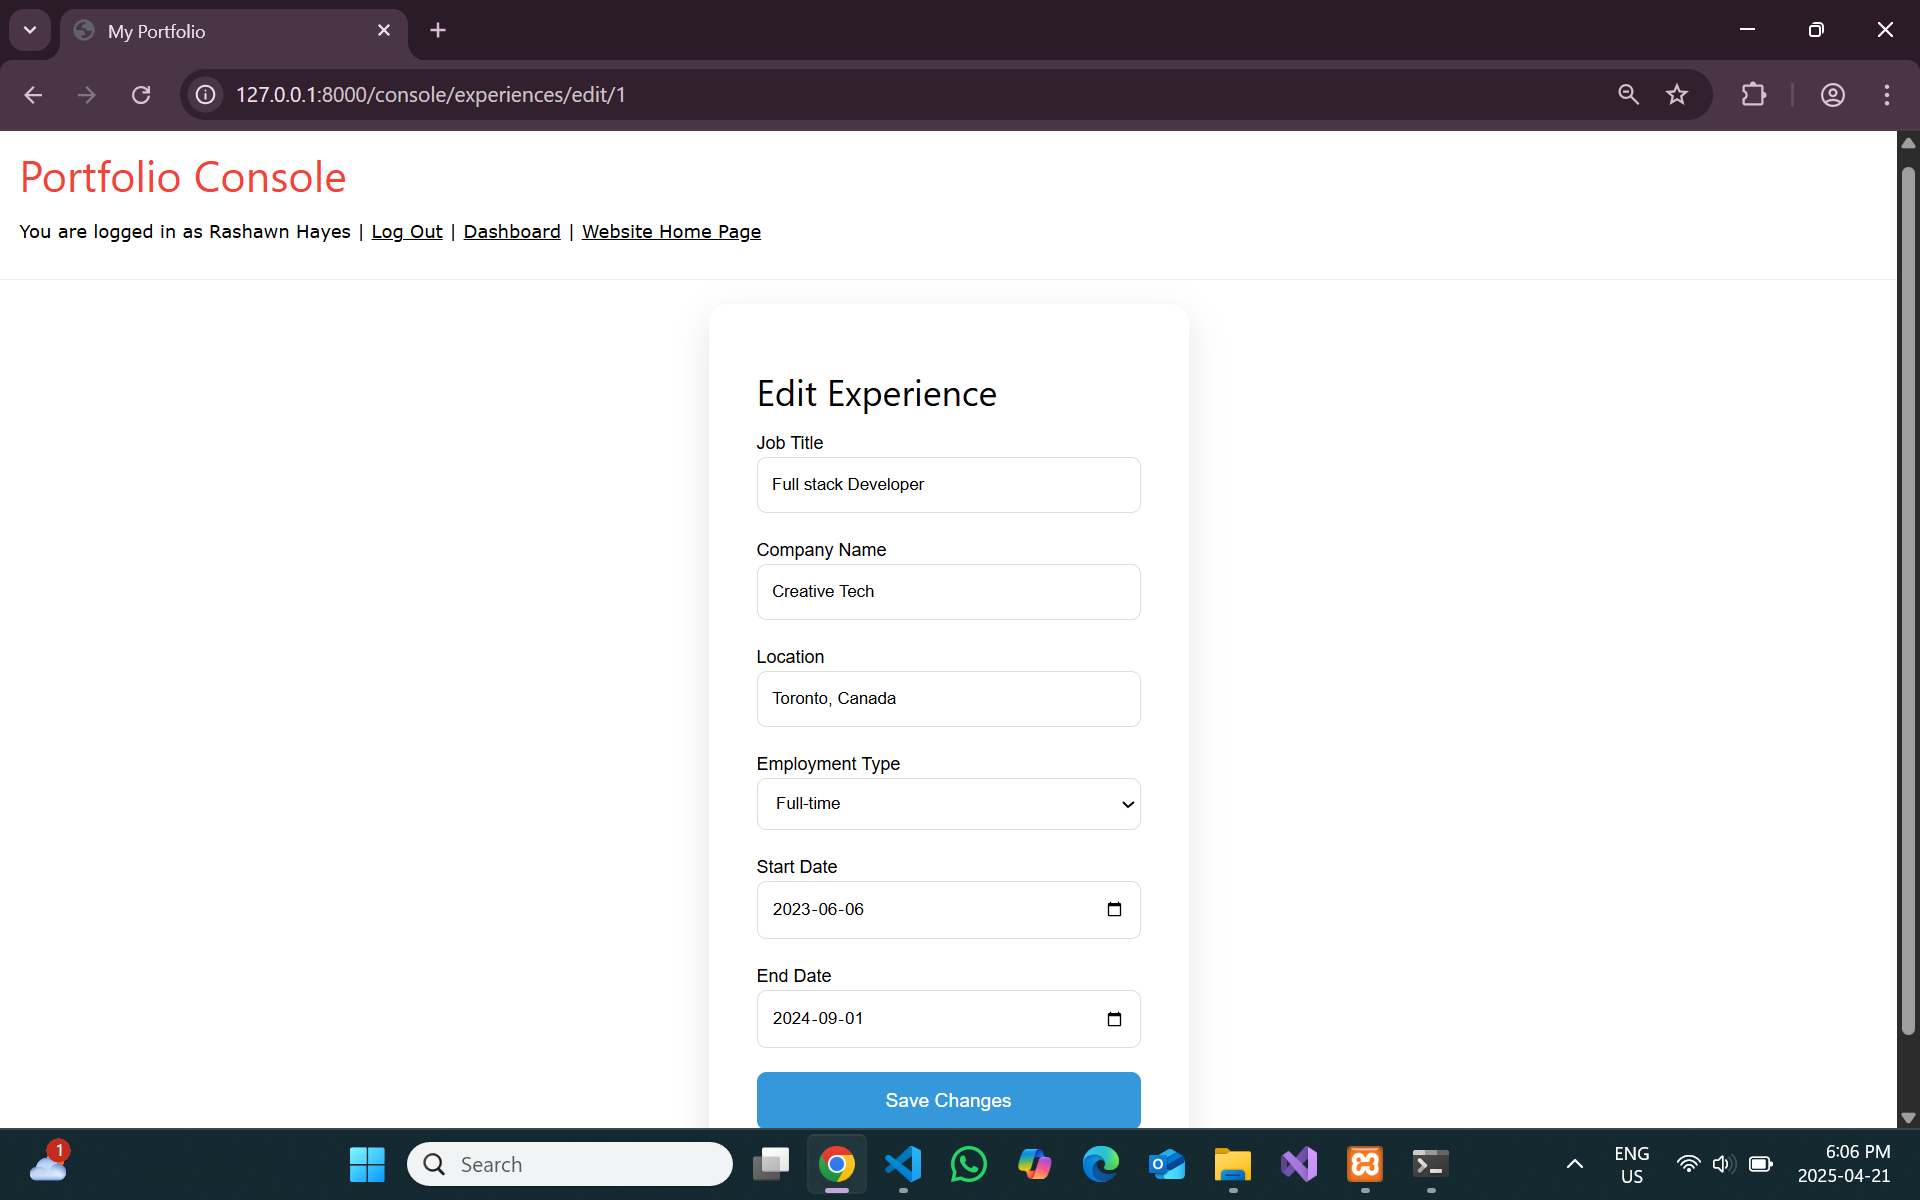 My Portfolio
127.0.0.1:8000/console/experiences/edit/1
Portfolio Console
You are logged in as Rashawn Hayes | Log Out | Dashboard | Website Home Page
Edit Experience
Job Title
Full stack Developer
Company Name
Creative Tech
Location
Toronto, Canada
Employment Type
Full-time
Start Date
2023-06-06
End Date
2024-09-01
Save Changes
1
Search
ENG
US
6:06 PM
2025-04-21